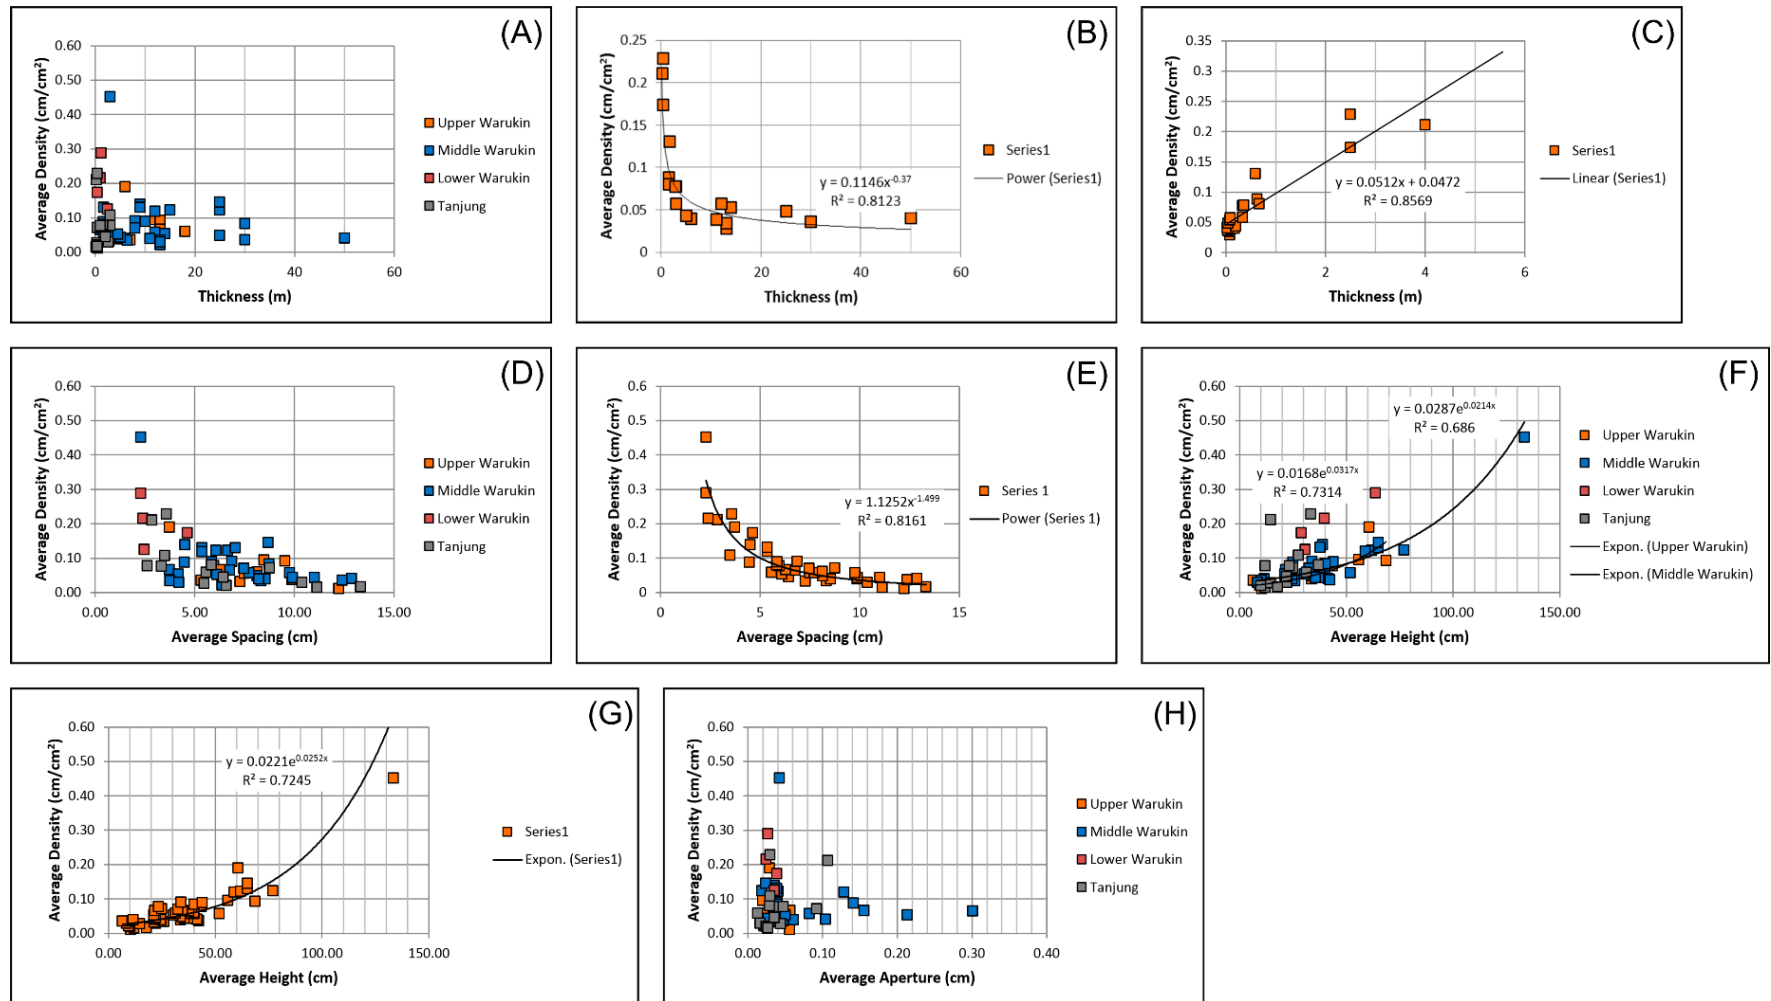 (A)
Average Density (cm/cm²)
0.60
0.50
0.40
0.30
0.20
0.10
0.00
0
20
40
60
Thickness (m)
Upper Warukin
Middle Warukin
Lower Warukin
Tanjung
(B)
Average Density (cm/cm²)
0.25
0.2
0.15
0.1
0.05
0
0
20
40
60
Thickness (m)
y = 0.1146x^-0.37
R² = 0.8123
Series1
Power (Series1)
(C)
Average Density (cm/cm²)
0.35
0.3
0.25
0.2
0.15
0.1
0.05
0
0
2
4
6
Thickness (m)
y = 0.0512x + 0.0472
R² = 0.8569
Series1
Linear (Series1)
(D)
Average Density (cm/cm²)
0.60
0.50
0.40
0.30
0.20
0.10
0.00
0.00
5.00
10.00
15.00
Average Spacing (cm)
Upper Warukin
Middle Warukin
Lower Warukin
Tanjung
(E)
Average Density (cm/cm²)
0.6
0.5
0.4
0.3
0.2
0.1
0
0
5
10
15
Average Spacing (cm)
y = 1.1252x^-1.499
R² = 0.8161
Series 1
Power (Series 1)
(F)
Average Density (cm/cm²)
0.60
0.50
0.40
0.30
0.20
0.10
0.00
0.00
50.00
100.00
150.00
Average Height (cm)
y = 0.0287e^0.0214x
R² = 0.686
y = 0.0168e^0.0317x
R² = 0.7314
Upper Warukin
Middle Warukin
Lower Warukin
Tanjung
Expon. (Upper Warukin)
Expon. (Middle Warukin)
(G)
Average Density (cm/cm²)
0.60
0.50
0.40
0.30
0.20
0.10
0.00
0.00
50.00
100.00
150.00
Average Height (cm)
y = 0.0221e^0.0252x
R² = 0.7245
Series1
Expon. (Series1)
(H)
Average Density (cm/cm²)
0.60
0.50
0.40
0.30
0.20
0.10
0.00
0.00
0.10
0.20
0.30
0.40
Average Aperture (cm)
Upper Warukin
Middle Warukin
Lower Warukin
Tanjung